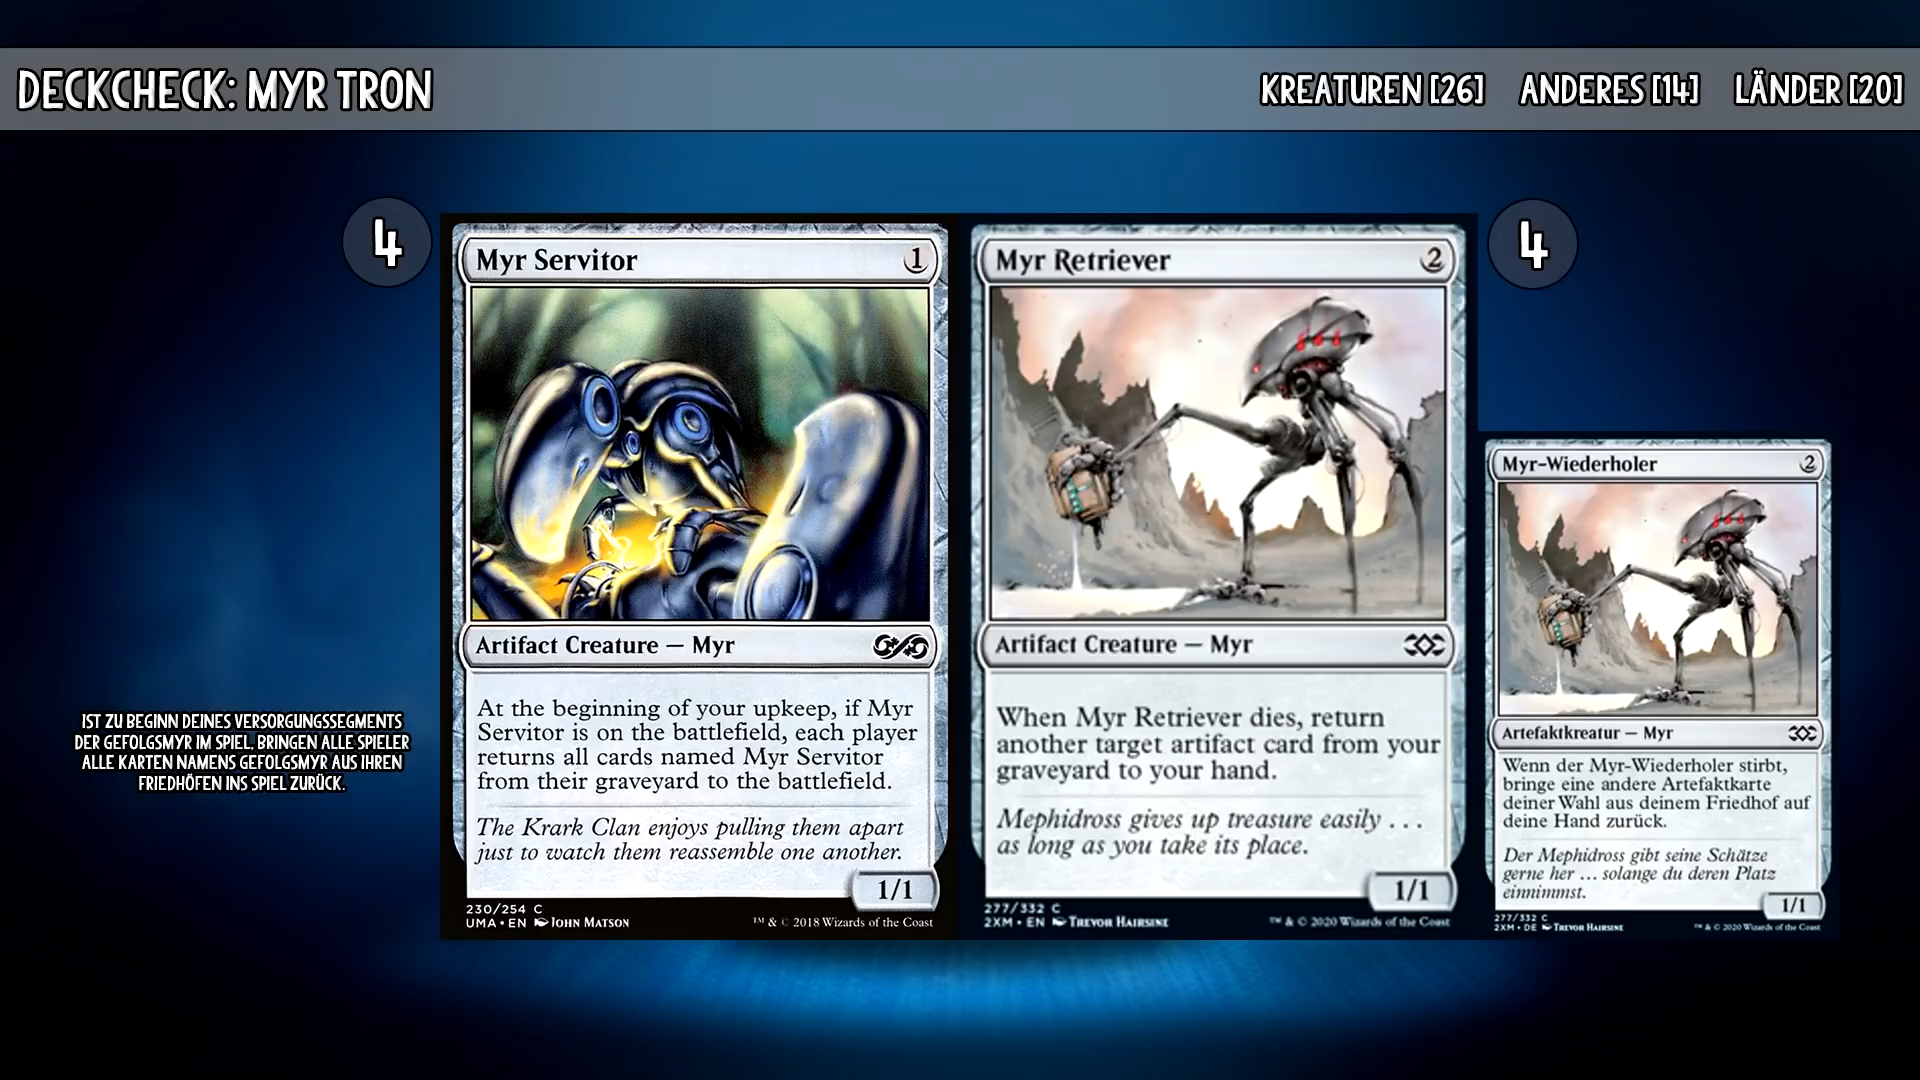 DECKCHECK: MYR TRON
KREATUREN [26] ANDERES [14] LÄNDER [20]
4
4
IST ZU BEGINN DEINES VERSORGUNGSSEGMENTS
DER GEFOLGSMYR IM SPIEL, BRINGEN ALLE SPIELER
ALLE KARTEN NAMENS GEFOLGSMYR AUS IHREN
FRIEDHÖFEN INS SPIEL ZURÜCK.
Myr Servitor 1
Artifact Creature — Myr
At the beginning of your upkeep, if Myr
Servitor is on the battlefield, each player
returns all cards named Myr Servitor
from their graveyard to the battlefield.
The Krark Clan enjoys pulling them apart
just to watch them reassemble one another.
1/1
230/254 C
UMA • EN John Matson
™ & © 2018 Wizards of the Coast
Myr Retriever 2
Artifact Creature — Myr
When Myr Retriever dies, return
another target artifact card from your
graveyard to your hand.
Mephidross gives up treasure easily . . .
as long as you take its place.
1/1
277/332 C
2XM • EN Trevor Hairsine
™ & © 2020 Wizards of the Coast
Myr-Wiederholer 2
Artefaktkreatur — Myr
Wenn der Myr-Wiederholer stirbt,
bringe eine andere Artefaktkarte
deiner Wahl aus deinem Friedhof auf
deine Hand zurück.
Der Mephidross gibt seine Schätze
gerne her ... solange du deren Platz
einnimmst.
1/1
277/332 C
2XM • DE Trevor Hairsine
™ & © 2020 Wizards of the Coast